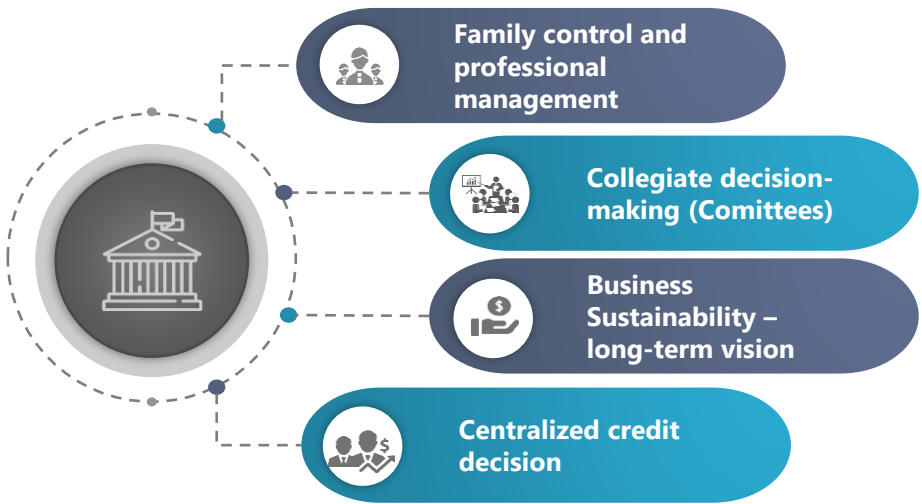 Family control and
professional
management
Collegiate decision-
making (Comittees)
Business
Sustainability –
long-term vision
Centralized credit
decision